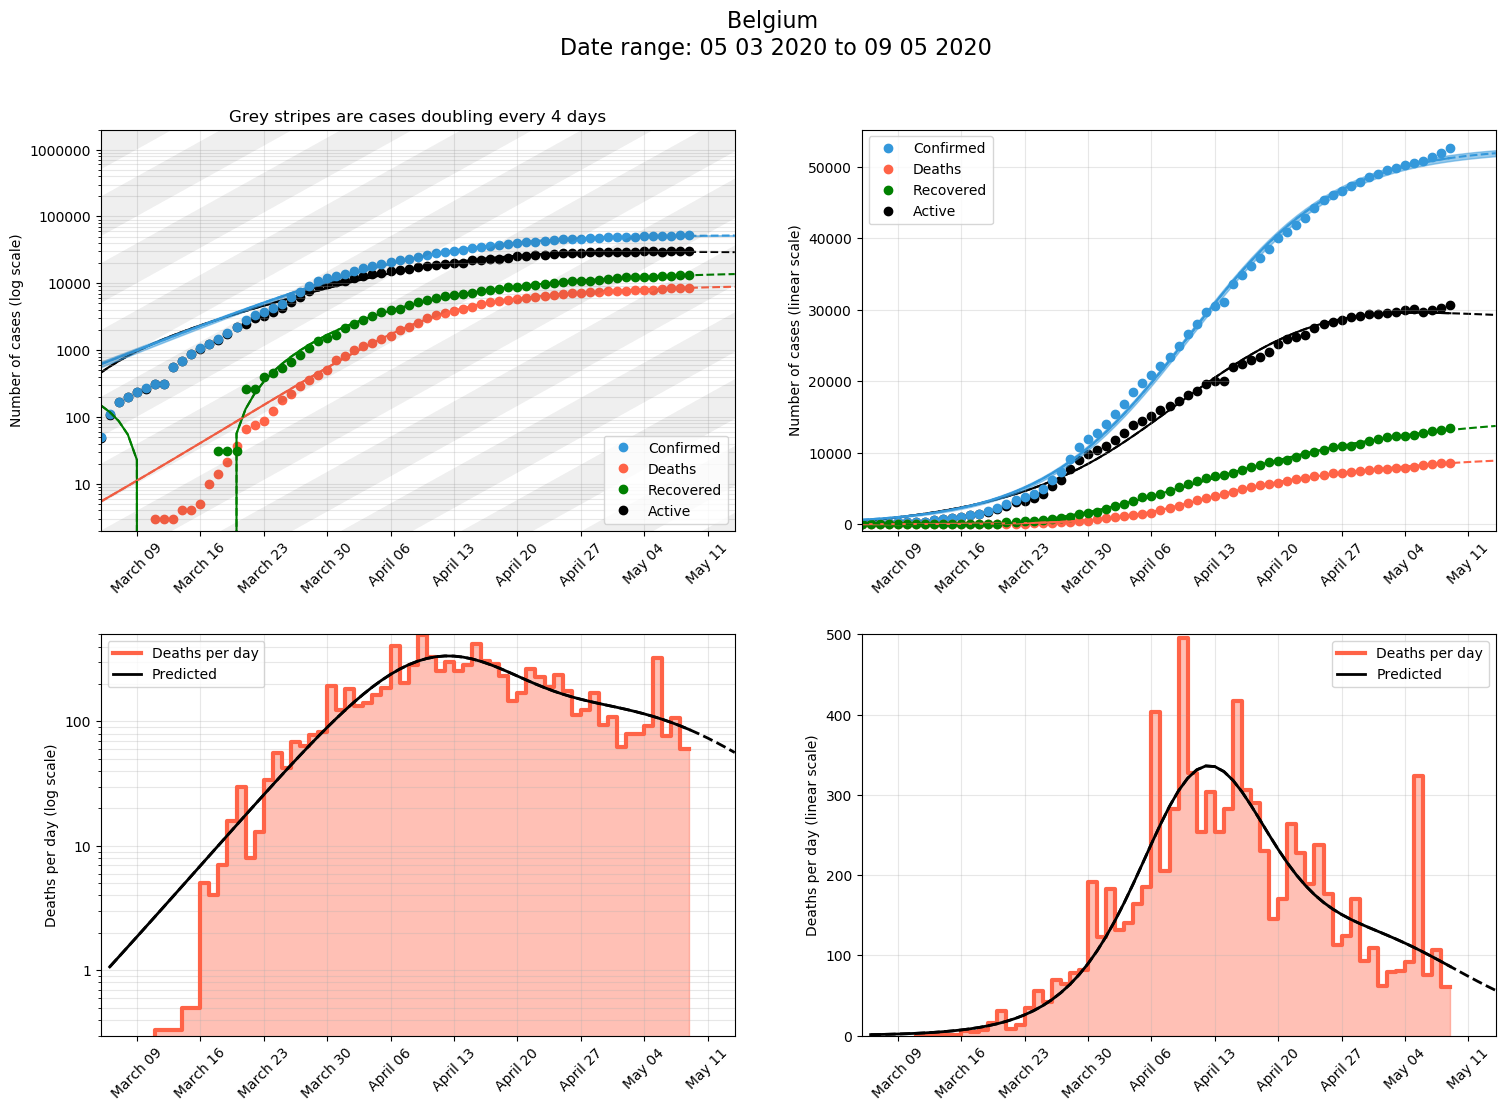 Belgium
Date range: 05 03 2020 to 09 05 2020
Grey stripes are cases doubling every 4 days
Number of cases (log scale)
1000000
100000
10000
1000
100
10
Confirmed
Deaths
Recovered
Active
March 09
March 16
March 23
March 30
April 06
April 13
April 20
April 27
May 04
May 11
Number of cases (linear scale)
50000
40000
30000
20000
10000
0
Confirmed
Deaths
Recovered
Active
March 09
March 16
March 23
March 30
April 06
April 13
April 20
April 27
May 04
May 11
Deaths per day (log scale)
100
10
1
Deaths per day
Predicted
March 09
March 16
March 23
March 30
April 06
April 13
April 20
April 27
May 04
May 11
Deaths per day (linear scale)
500
400
300
200
100
0
Deaths per day
Predicted
March 09
March 16
March 23
March 30
April 06
April 13
April 20
April 27
May 04
May 11